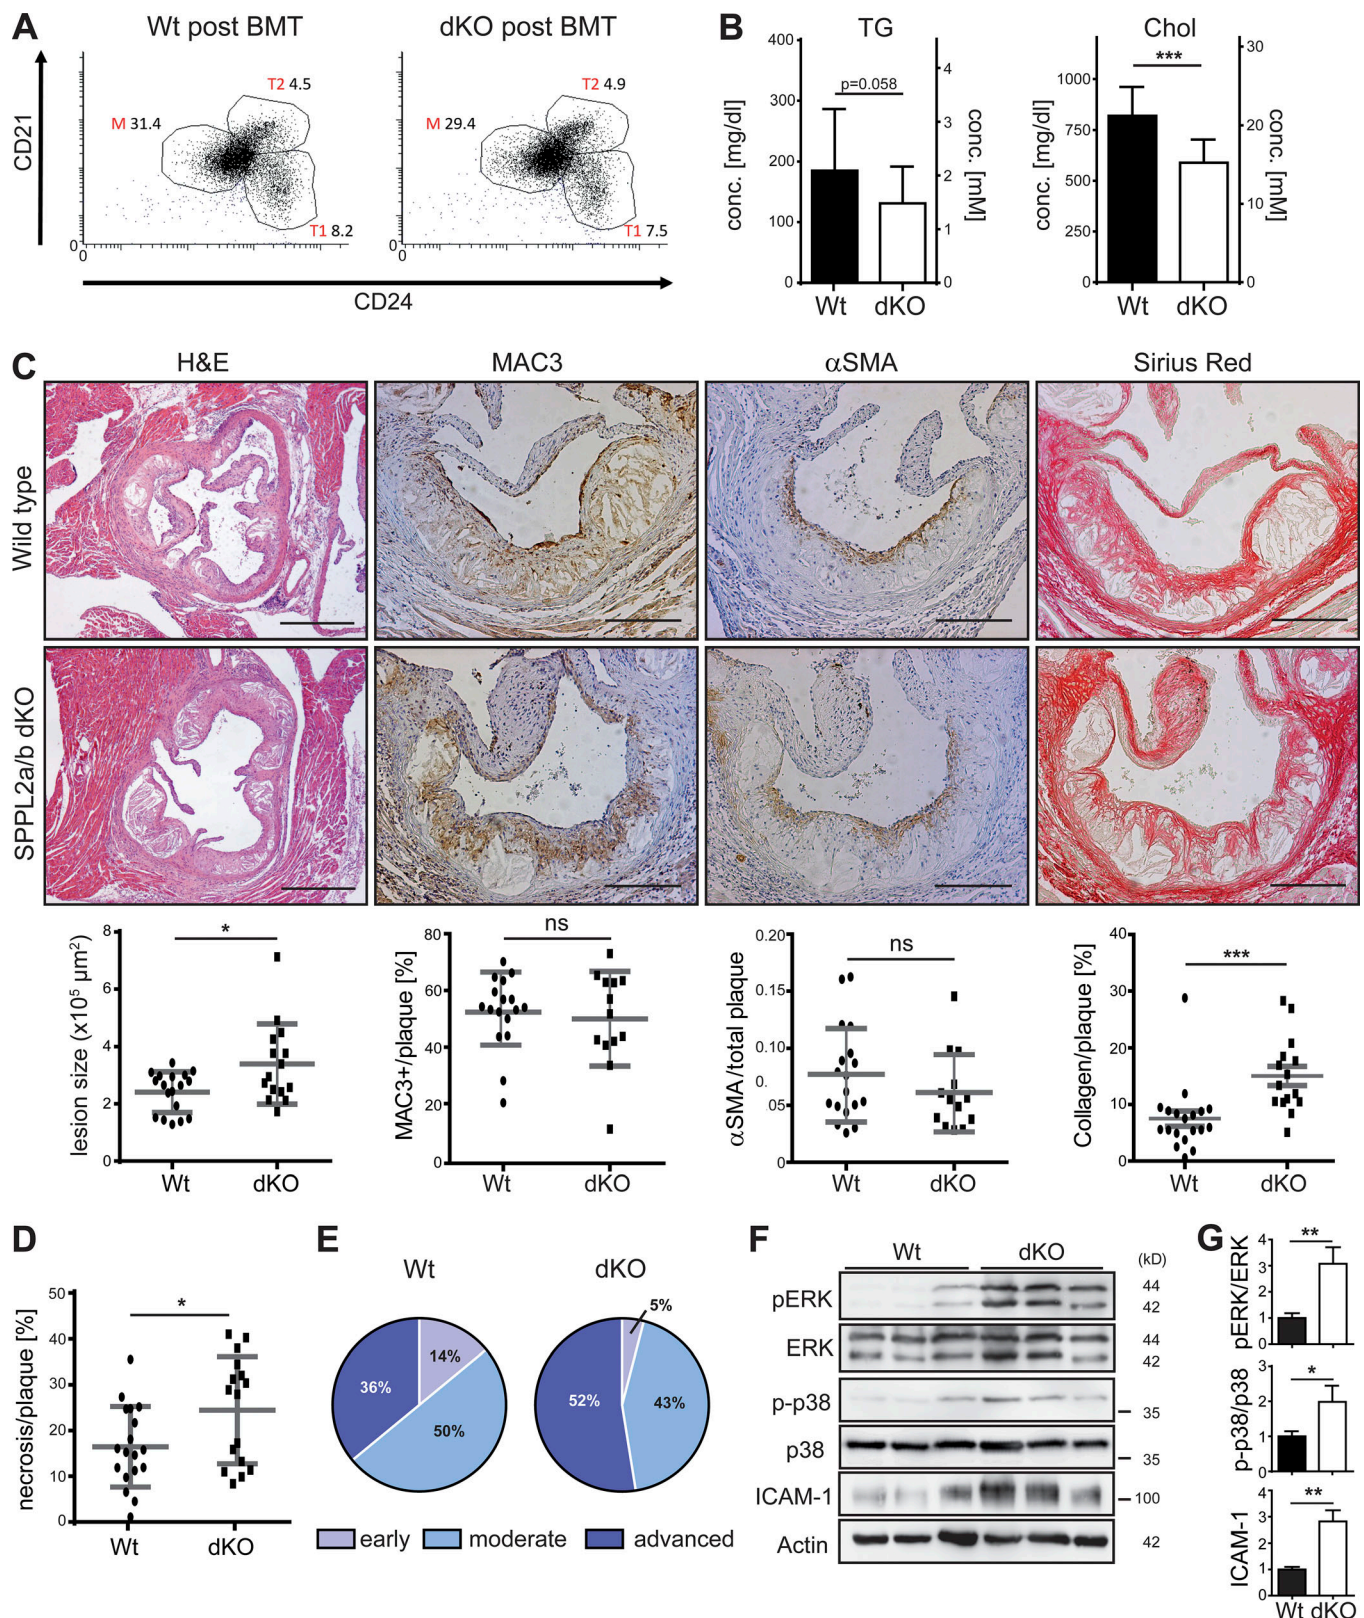 A
Wt post BMT
dKO post BMT
CD21
T2 4.5
M 31.4
T1 8.2
0
0
T2 4.9
M 29.4
T1 7.5
0
0
CD24
B
TG
Chol
conc. [mg/dl]
400
300
200
100
0
p=0.058
4
3
2
1
0
conc. [mM]
Wt
dKO
conc. [mg/dl]
1000
750
500
250
0
***
30
20
10
0
conc. [mM]
Wt
dKO
C
H&E
MAC3
αSMA
Sirius Red
Wild type
SPPL2a/b dKO
lesion size (x10⁵ µm²)
8
6
4
2
0
*
Wt
dKO
MAC3+/plaque [%]
80
60
40
20
0
ns
Wt
dKO
αSMA/total plaque
0.20
0.15
0.10
0.
.05
0
ns
Wt
dKO
Collagen/plaque [%]
40
30
20
10
0
***
Wt
dKO
D
necrosis/plaque [%]
50
40
30
20
10
0
*
Wt
dKO
E
Wt
14%
36%
50%
dKO
5%
52%
43%
early
moderate
advanced
F
Wt
dKO
(kD)
pERK
44
42
ERK
44
42
p-p38
35
p38
35
ICAM-1
100
Actin
42
G
pERK/ERK
4
2
0
**
p-p38/p38
3
2
1
0
*
ICAM-1
4
3
2
1
0
**
Wt dKO